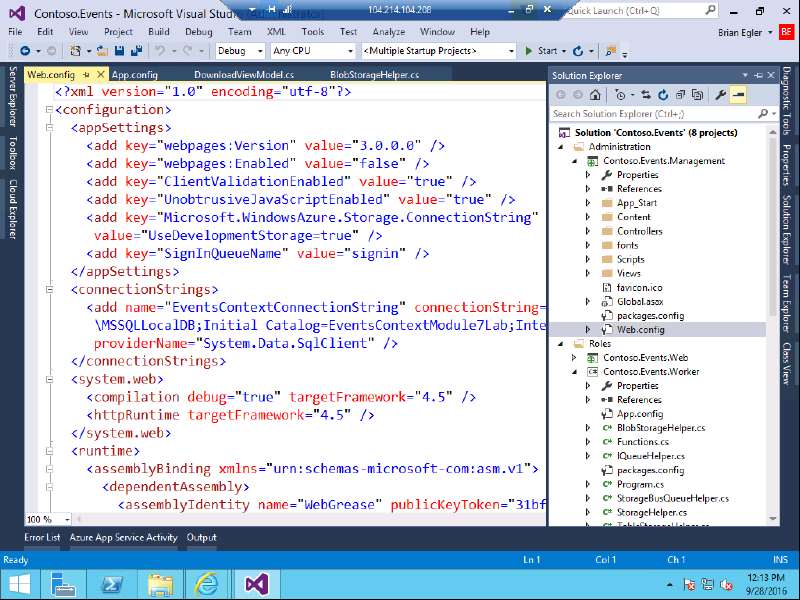 Contoso.Events - Microsoft Visual Stu
104.214.104.208
Quick Launch (Ctrl+Q)
File Edit View Project Build Debug Team XML Tools Test Analyze Window Help
Brian Egler BE
Debug Any CPU <Multiple Startup Projects> Start
Web.config App.config DownloadViewModel.cs BlobStorageHelper.cs
Server Explorer
Toolbox
Cloud Explorer
<?xml version="1.0" encoding="utf-8"?>
<configuration>
<appSettings>
<add key="webpages:Version" value="3.0.0.0" />
<add key="webpages:Enabled" value="false" />
<add key="ClientValidationEnabled" value="true" />
<add key="UnobtrusiveJavaScriptEnabled" value="true" />
<add key="Microsoft.WindowsAzure.Storage.ConnectionString"
value="UseDevelopmentStorage=true" />
<add key="SignInQueueName" value="signin" />
</appSettings>
<connectionStrings>
<add name="EventsContextConnectionString" connectionString=
\MSSQLLocalDB;Initial Catalog=EventsContextModule7Lab;Inte
providerName="System.Data.SqlClient" />
</connectionStrings>
<system.web>
<compilation debug="true" targetFramework="4.5" />
<httpRuntime targetFramework="4.5" />
</system.web>
<runtime>
<assemblyBinding xmlns="urn:schemas-microsoft-com:asm.v1">
<dependentAssembly>
<assemblyIdentity name="WebGrease" publicKeyToken="31bf
100 %
Solution Explorer
Search Solution Explorer (Ctrl+;)
Solution 'Contoso.Events' (8 projects)
Administration
Contoso.Events.Management
Properties
References
App_Start
Content
Controllers
fonts
Scripts
Views
favicon.ico
Global.asax
packages.config
Web.config
Roles
Contoso.Events.Web
Contoso.Events.Worker
Properties
References
App.config
BlobStorageHelper.cs
Functions.cs
IQueueHelper.cs
packages.config
Program.cs
StorageBusQueueHelper.cs
StorageHelper.cs
TableStorageHelper.cs
Diagnostic Tools
Properties
Solution Explorer
Team Explorer
Class View
Error List Azure App Service Activity Output
Ready Ln 1 Col 1 Ch 1 INS
12:13 PM
9/28/2016